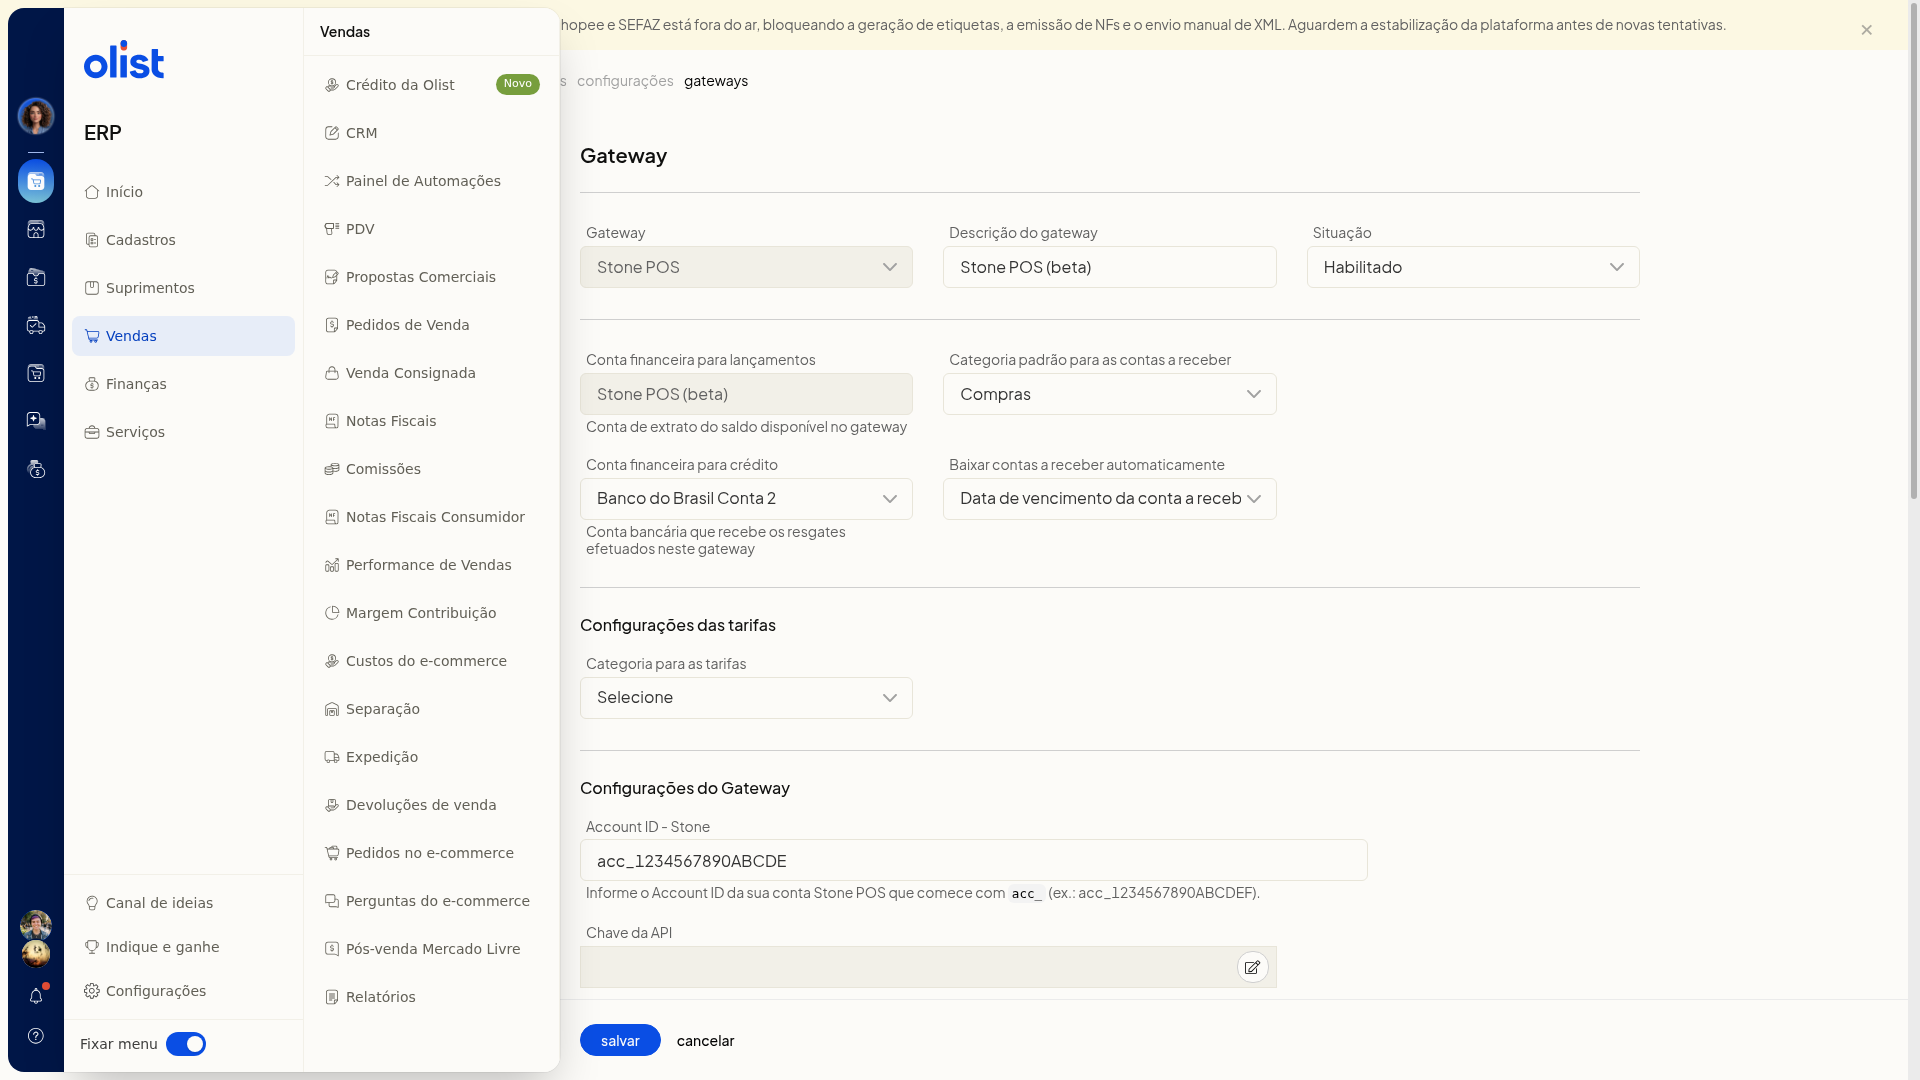 hopee e SEFAZ está fora do ar, bloqueando a geração de etiquetas, a emissão de NFs e o envio manual de XML. Aguardem a estabilização da plataforma antes de novas tentativas.
olist
ERP
Início
Cadastros
Suprimentos
Vendas
Finanças
Serviços
Canal de ideias
Indique e ganhe
Configurações
Fixar menu
Vendas
Crédito da Olist Novo
CRM
Painel de Automações
PDV
Propostas Comerciais
Pedidos de Venda
Venda Consignada
Notas Fiscais
Comissões
Notas Fiscais Consumidor
Performance de Vendas
Margem Contribuição
Custos do e-commerce
Separação
Expedição
Devoluções de venda
Pedidos no e-commerce
Perguntas do e-commerce
Pós-venda Mercado Livre
Relatórios
s configurações gateways
Gateway
Gateway Descrição do gateway Situação
Stone POS Stone POS (beta) Habilitado
Conta financeira para lançamentos Categoria padrão para as contas a receber
Stone POS (beta) Compras
Conta de extrato do saldo disponível no gateway
Conta financeira para crédito Baixar contas a receber automaticamente
Banco do Brasil Conta 2 Data de vencimento da conta a receb
Conta bancária que recebe os resgates
efetuados neste gateway
Configurações das tarifas
Categoria para as tarifas
Selecione
Configurações do Gateway
Account ID - Stone
acc_1234567890ABCDE
Informe o Account ID da sua conta Stone POS que comece com acc_ (ex.: acc_1234567890ABCDEF).
Chave da API
salvar cancelar